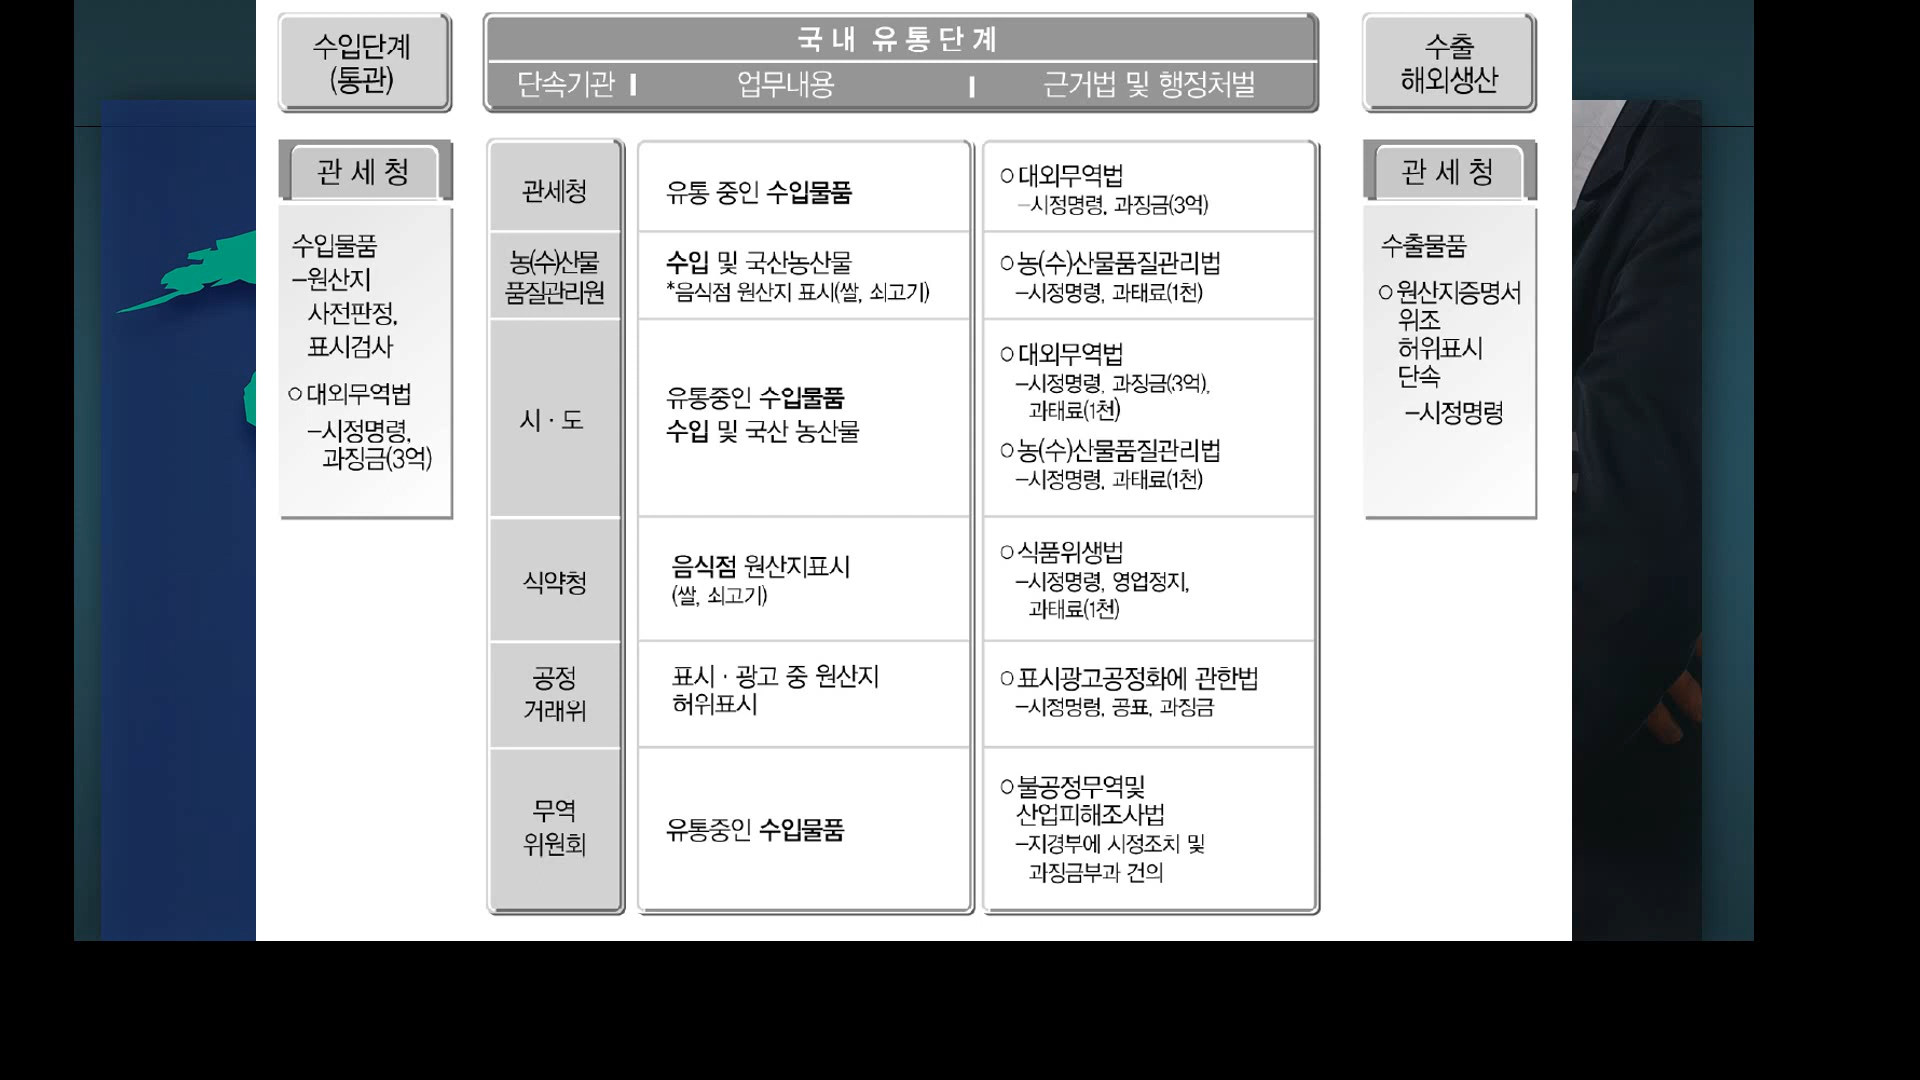 수입단계
(통관)
국내 유통단계
단속기관
업무내용
근거법 및 행정처벌
수출
해외생산
관세청
수입물품
–원산지
사전판정,
표시검사
○대외무역법
–시정명령,
과징금(3억)
관세청
유통 중인 수입물품
○대외무역법
–시정명령, 과징금(3억)
농(수)산물
품질관리원
수입 및 국산농산물
*음식점 원산지 표시(쌀, 쇠고기)
○농(수)산물품질관리법
–시정명령, 과태료(1천)
시·도
유통중인 수입물품
수입 및 국산 농산물
○대외무역법
–시정명령, 과징금(3억),
과태료(1천)
○농(수)산물품질관리법
–시정명령, 과태료(1천)
식약청
음식점 원산지표시
(쌀, 쇠고기)
○식품위생법
–시정명령, 영업정지,
과태료(1천)
공정
거래위
표시·광고 중 원산지
허위표시
○표시광고공정화에 관한법
–시정명령, 공표, 과징금
무역
위원회
유통중인 수입물품
○불공정무역및
산업피해조사법
–지경부에 시정조치 및
과징금부과 건의
관세청
수출물품
○원산지증명서
위조
허위표시
단속
–시정명령